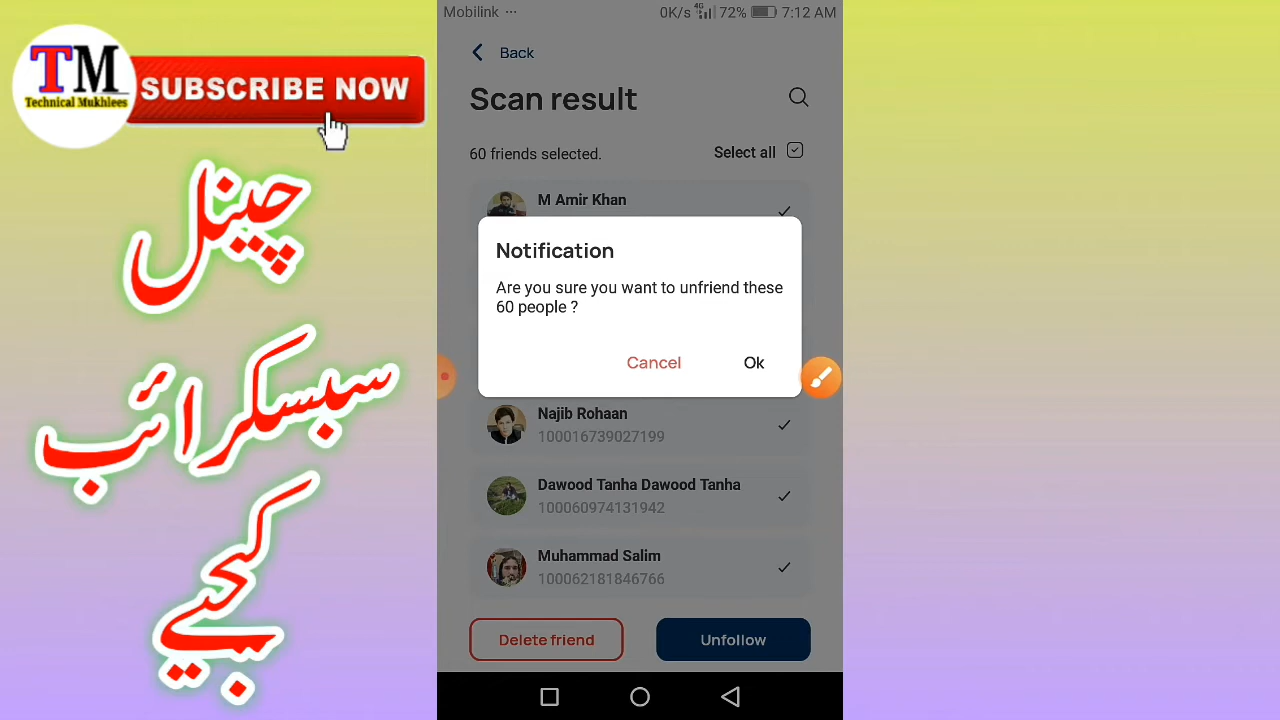 TM
Technical Mukhlees
SUBSCRIBE NOW
چینل
سبسکرائب
کیجیے
Mobilink ···
0K/s 4G 72% 7:12 AM
Back
Scan result
60 friends selected.
Select all
M Amir Khan
Notification
Are you sure you want to unfriend these
60 people ?
Cancel
Ok
Najib Rohaan
100016739027199
Dawood Tanha Dawood Tanha
100060974131942
Muhammad Salim
100062181846766
Delete friend
Unfollow